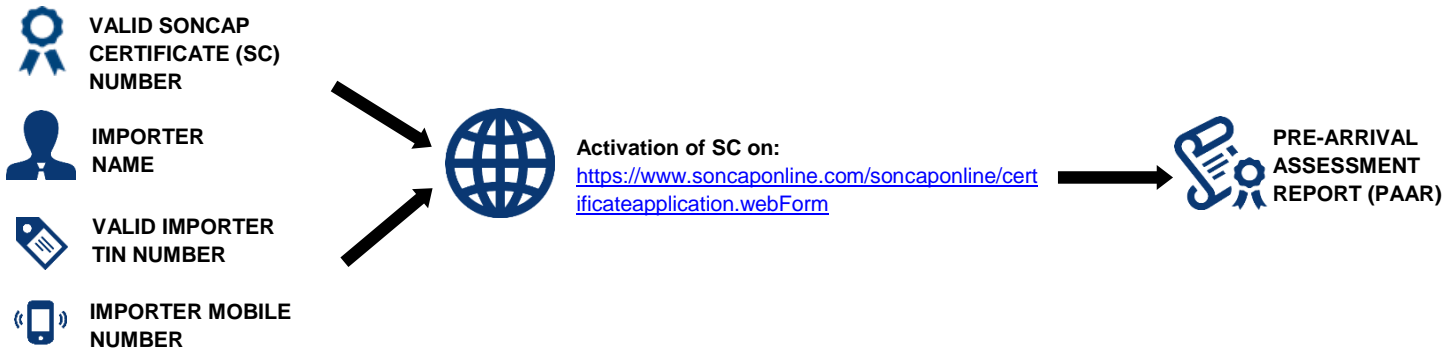 VALID SONCAP
CERTIFICATE (SC)
NUMBER
IMPORTER
NAME
VALID IMPORTER
TIN NUMBER
IMPORTER MOBILE
NUMBER
Activation of SC on:
https://www.soncaponline.com/soncaponline/cert
ificateapplication.webForm
PRE-ARRIVAL
ASSESSMENT
REPORT (PAAR)